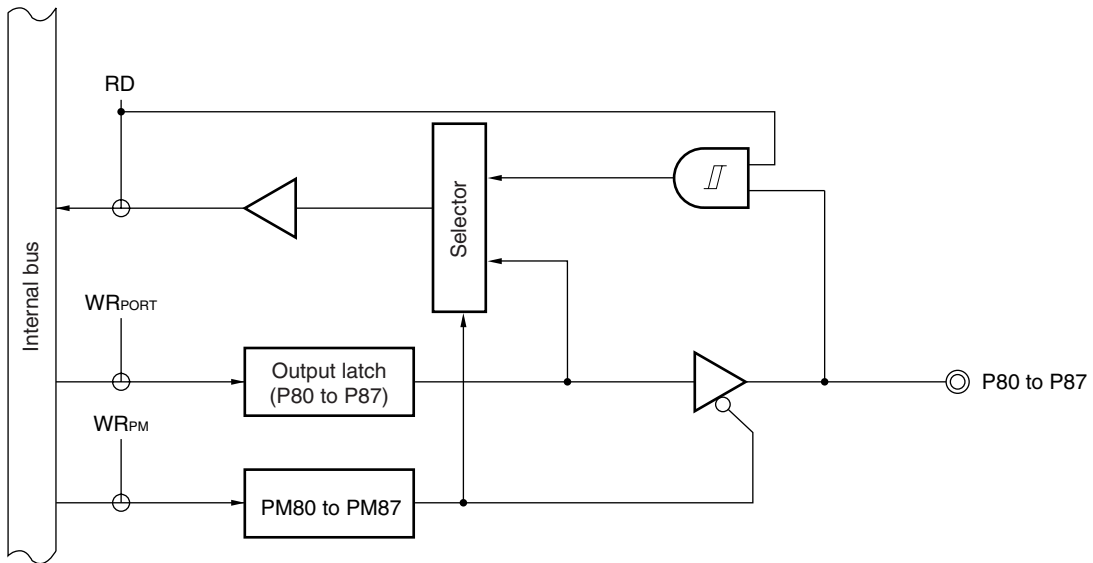 RD
Selector
Internal bus
WRPORT
Output latch
(P80 to P87)
P80 to P87
WRPM
PM80 to PM87